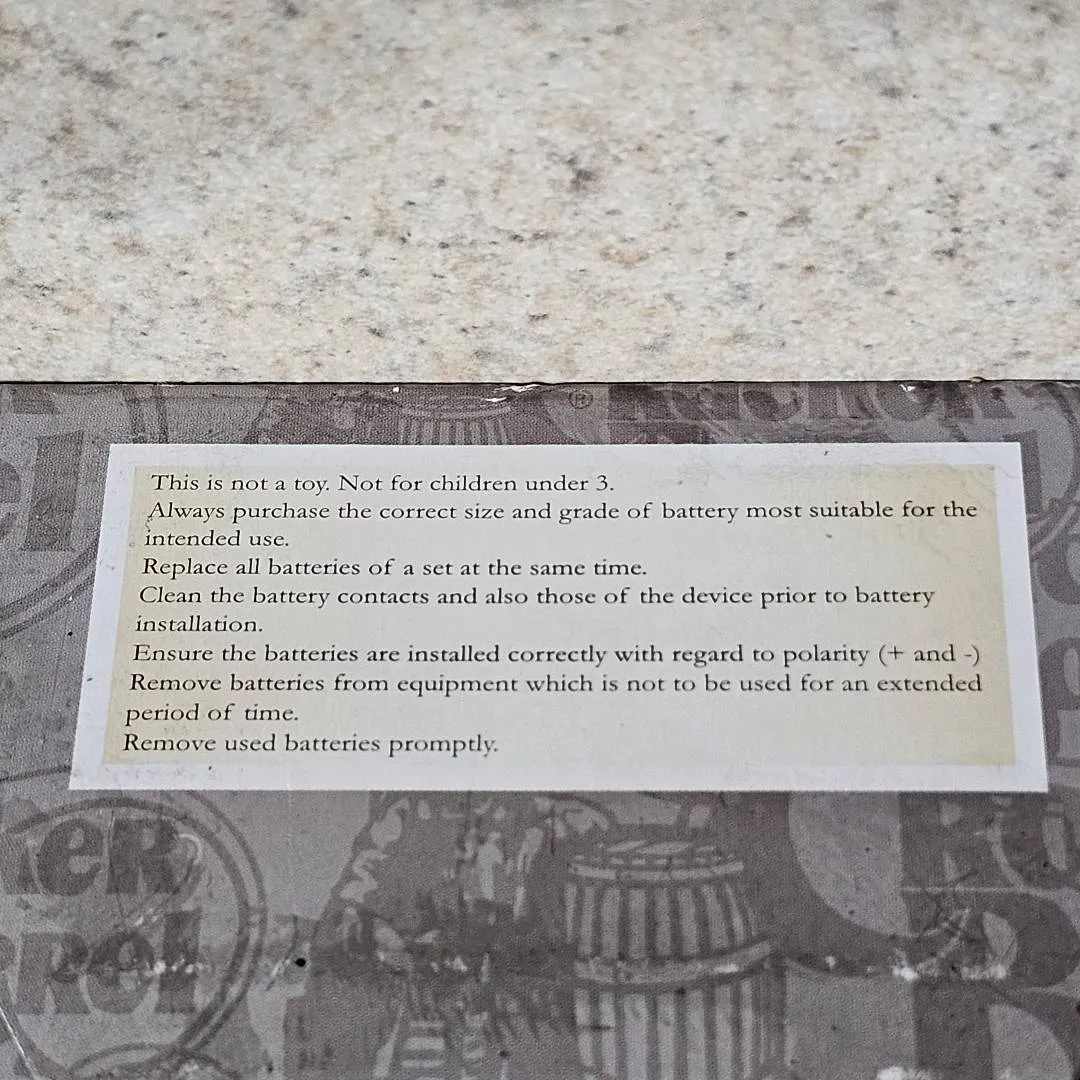 ®
This is not a toy. Not for children under 3.
Always purchase the correct size and grade of battery most suitable for the
intended use.
Replace all batteries of a set at the same time.
Clean the battery contacts and also those of the device prior to battery
installation.
Ensure the batteries are installed correctly with regard to polarity (+ and -)
Remove batteries from equipment which is not to be used for an extended
period of time.
Remove used batteries promptly.